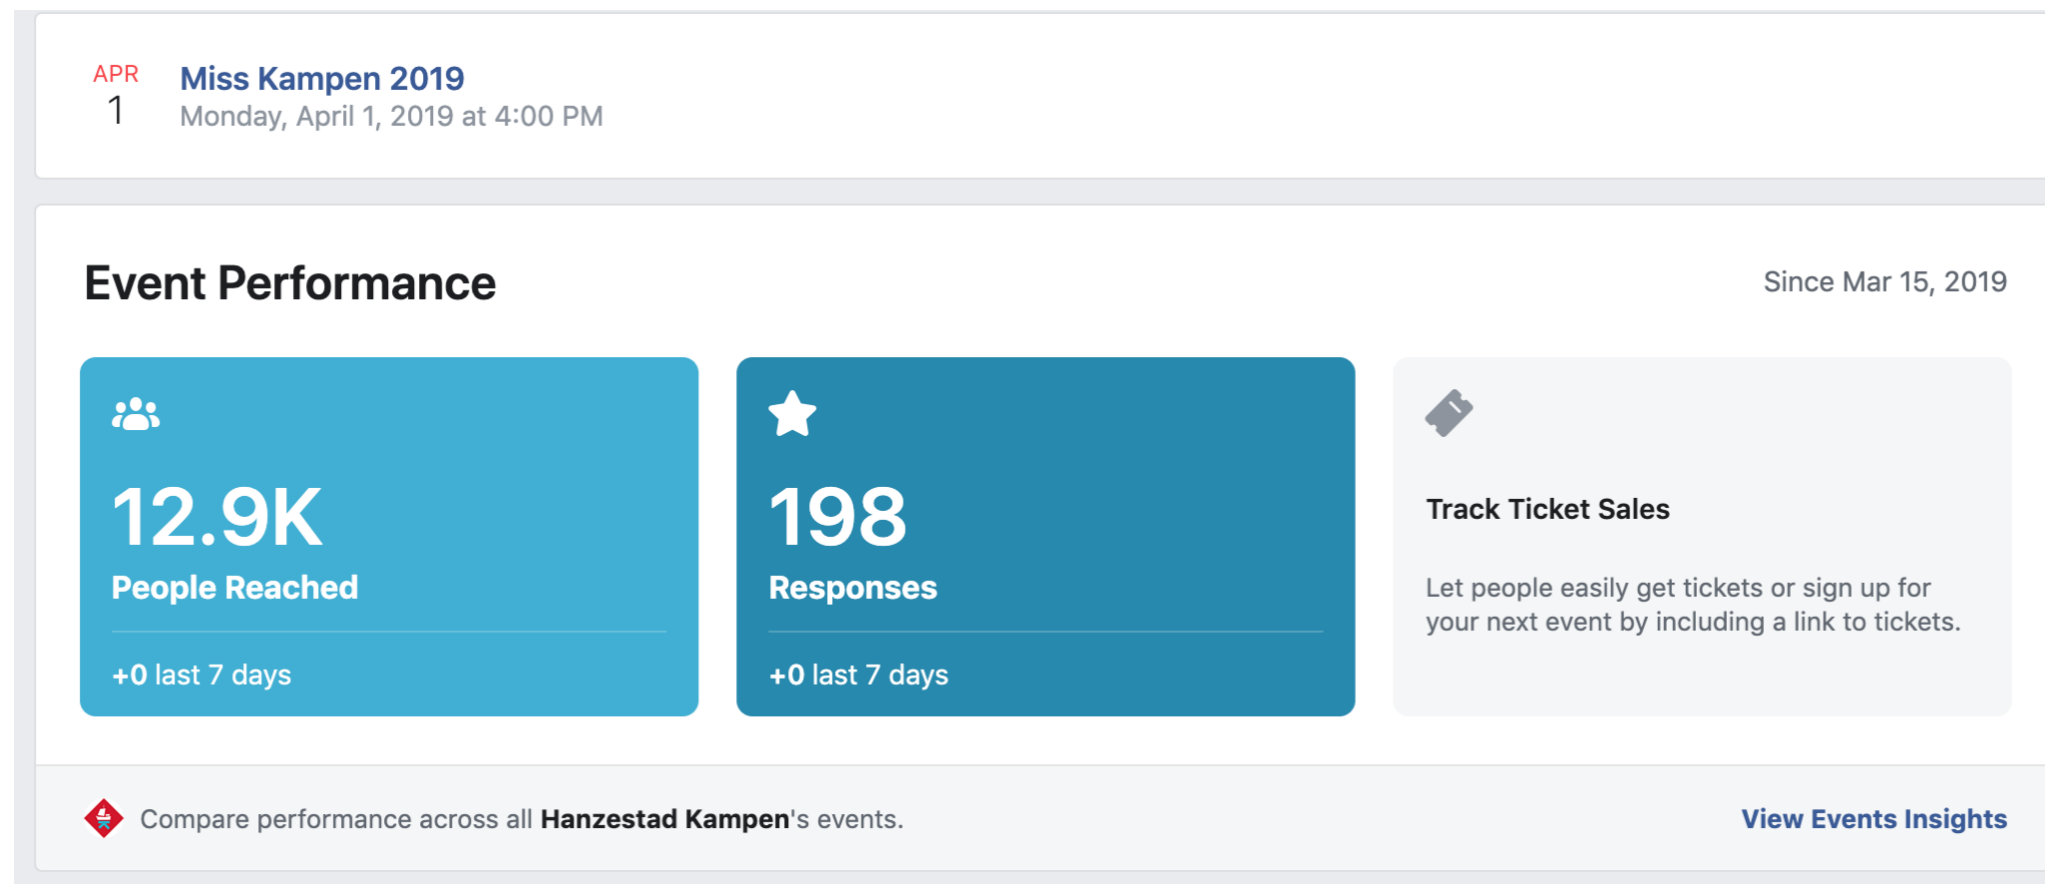 APR
1
Miss Kampen 2019
Monday, April 1, 2019 at 4:00 PM
Event Performance
Since Mar 15, 2019
12.9K
People Reached
+0 last 7 days
198
Responses
+0 last 7 days
Track Ticket Sales
Let people easily get tickets or sign up for
your next event by including a link to tickets.
Compare performance across all Hanzestad Kampen's events.
View Events Insights